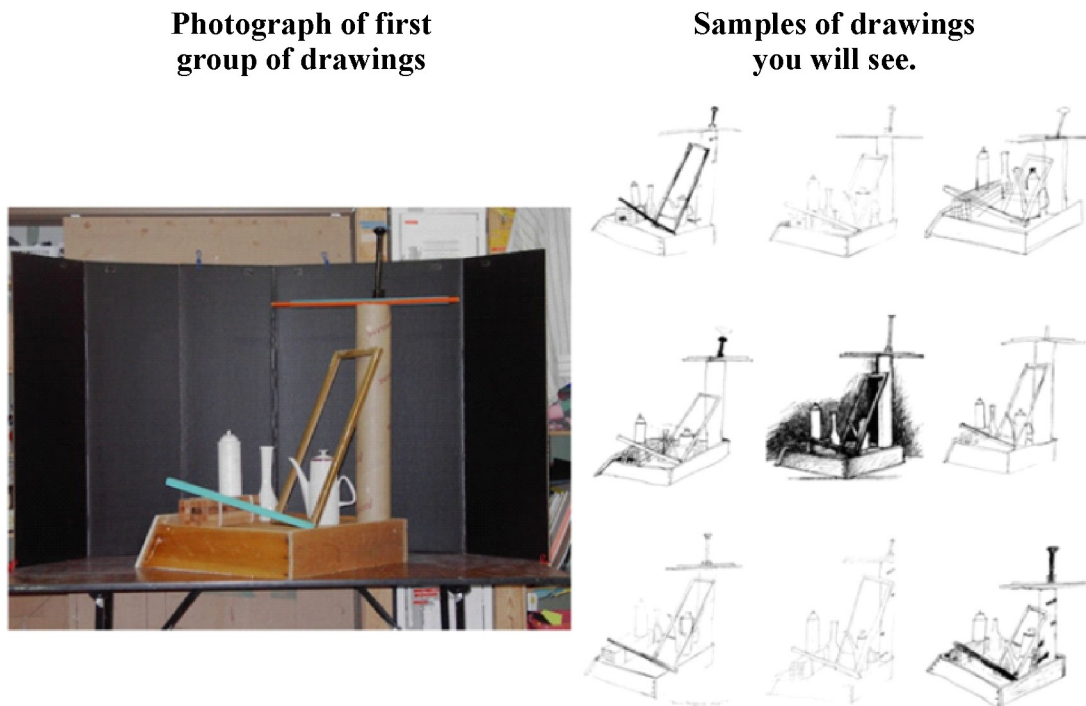 Photograph of first
group of drawings
Samples of drawings
you will see.